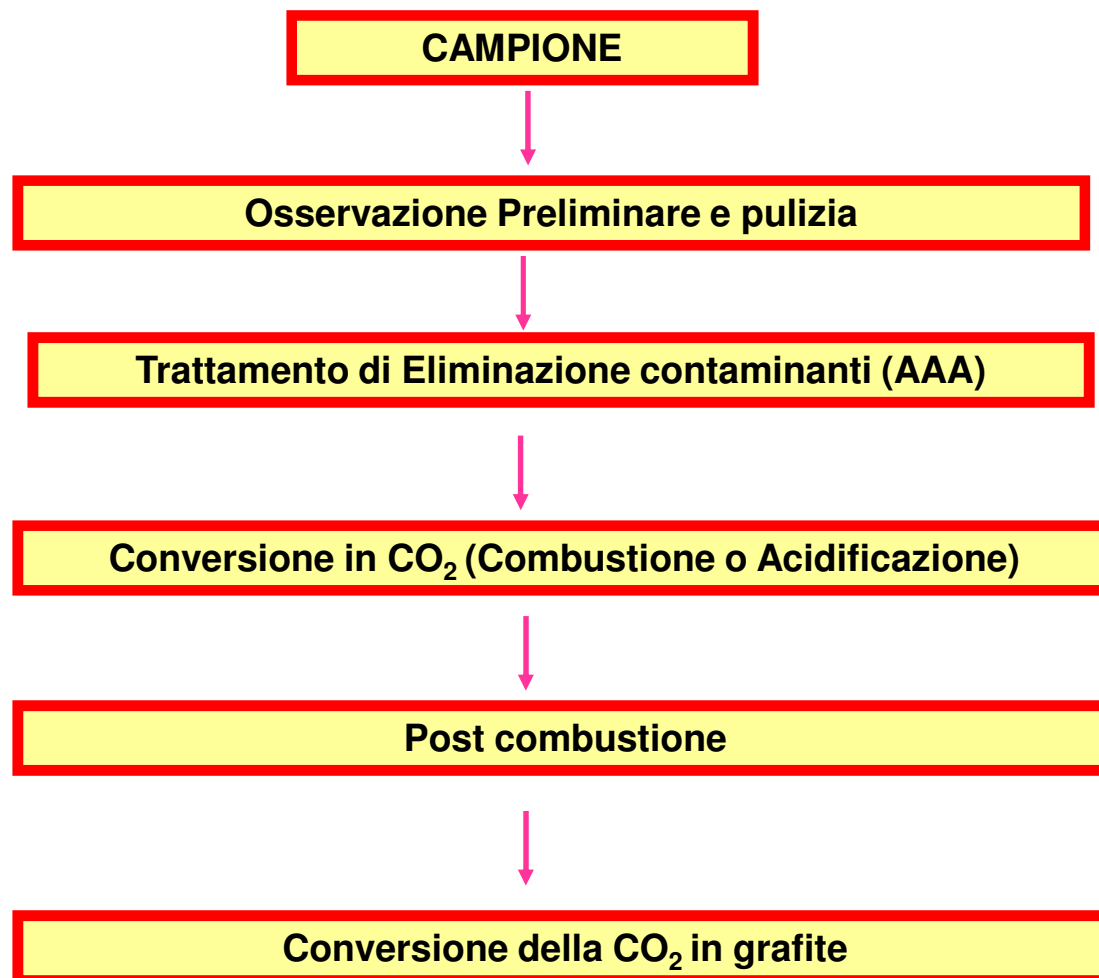 CAMPIONE
Osservazione Preliminare e pulizia
Trattamento di Eliminazione contaminanti (AAA)
Conversione in CO₂ (Combustione o Acidificazione)
Post combustione
Conversione della CO₂ in grafite